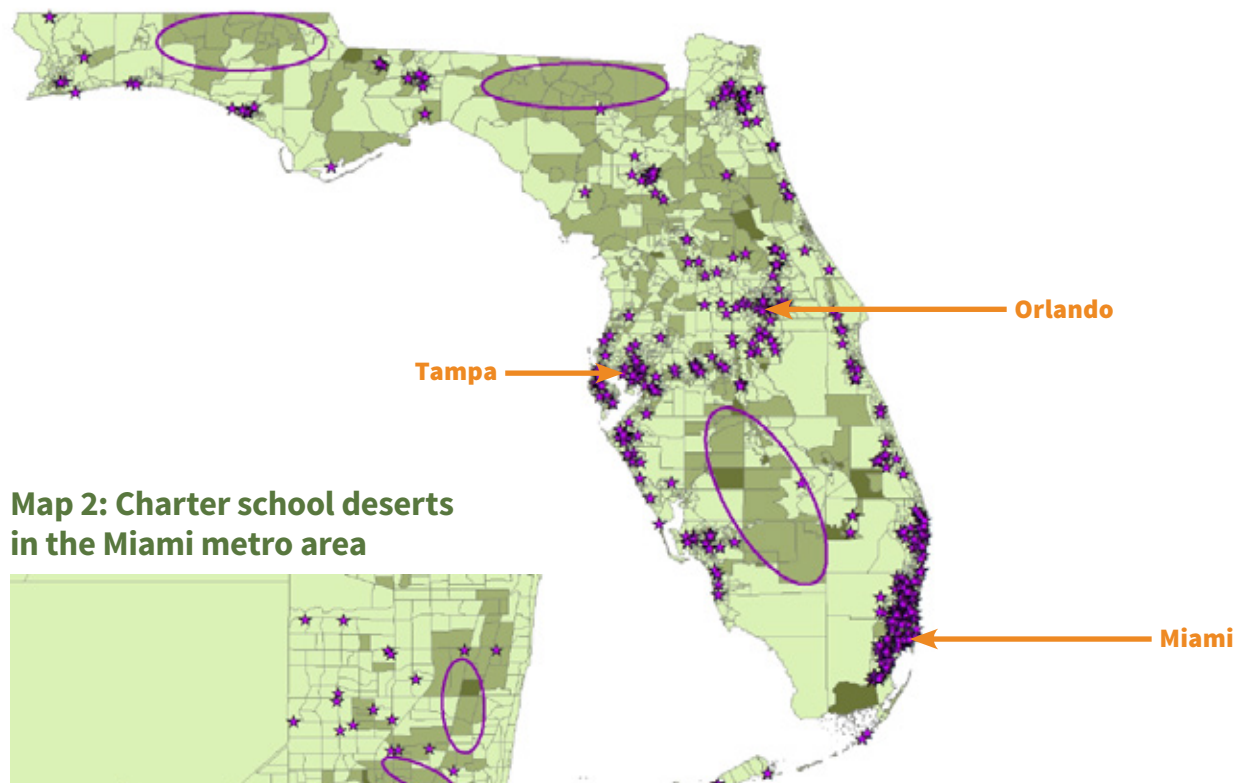 Orlando
Tampa
Map 2: Charter school deserts
in the Miami metro area
Miami